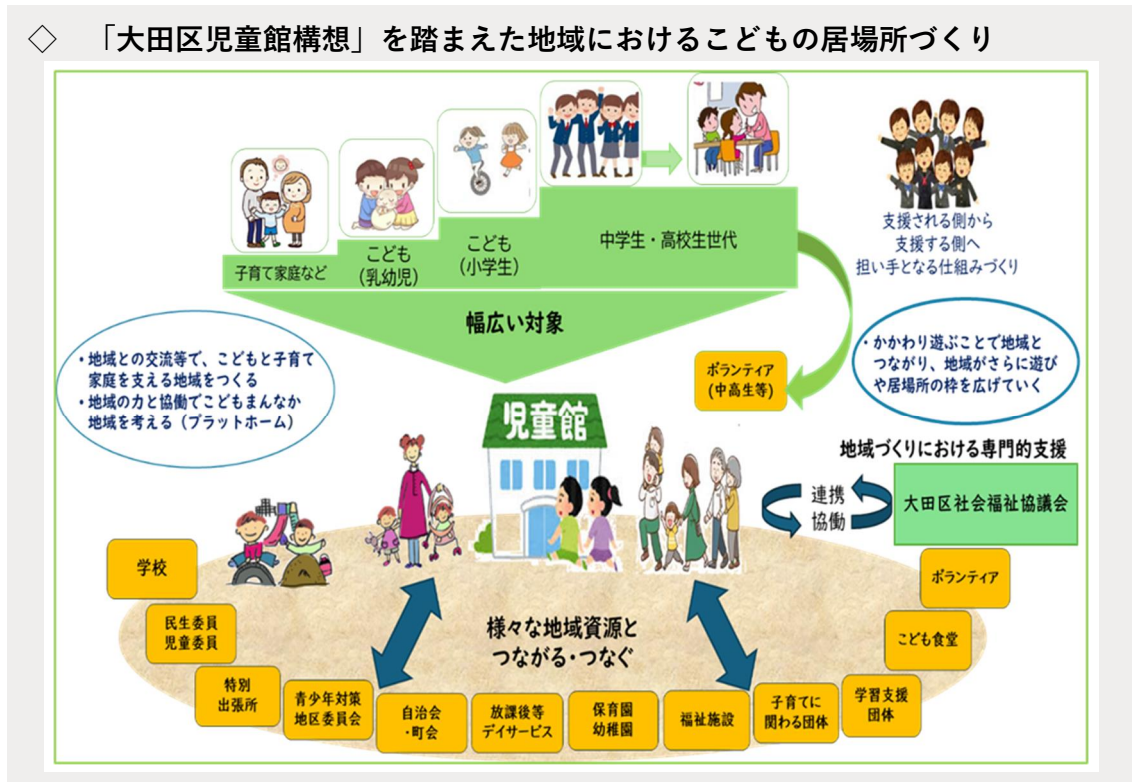 ◇ 「大田区児童館構想」を踏まえた地域におけるこどもの居場所づくり
子育て家庭など
こども
(乳幼児)
こども
(小学生)
中学生・高校生世代
支援される側から
支援する側へ
担い手となる仕組みづくり
幅広い対象
・地域との交流等で、こどもと子育て
家庭を支える地域をつくる
・地域の力と協働でこどもまんなか
地域を考える（プラットホーム）
ボランティア
(中高生等)
・かかわり遊ぶことで地域と
つながり、地域がさらに遊び
や居場所の枠を広げていく
児童館
地域づくりにおける専門的支援
連携
協働
大田区社会福祉協議会
様々な地域資源と
つながる・つなぐ
学校
民生委員
児童委員
特別
出張所
青少年対策
地区委員会
自治会
・町会
放課後等
デイサービス
保育園
幼稚園
福祉施設
子育てに
関わる団体
学習支援
団体
こども食堂
ボランティア